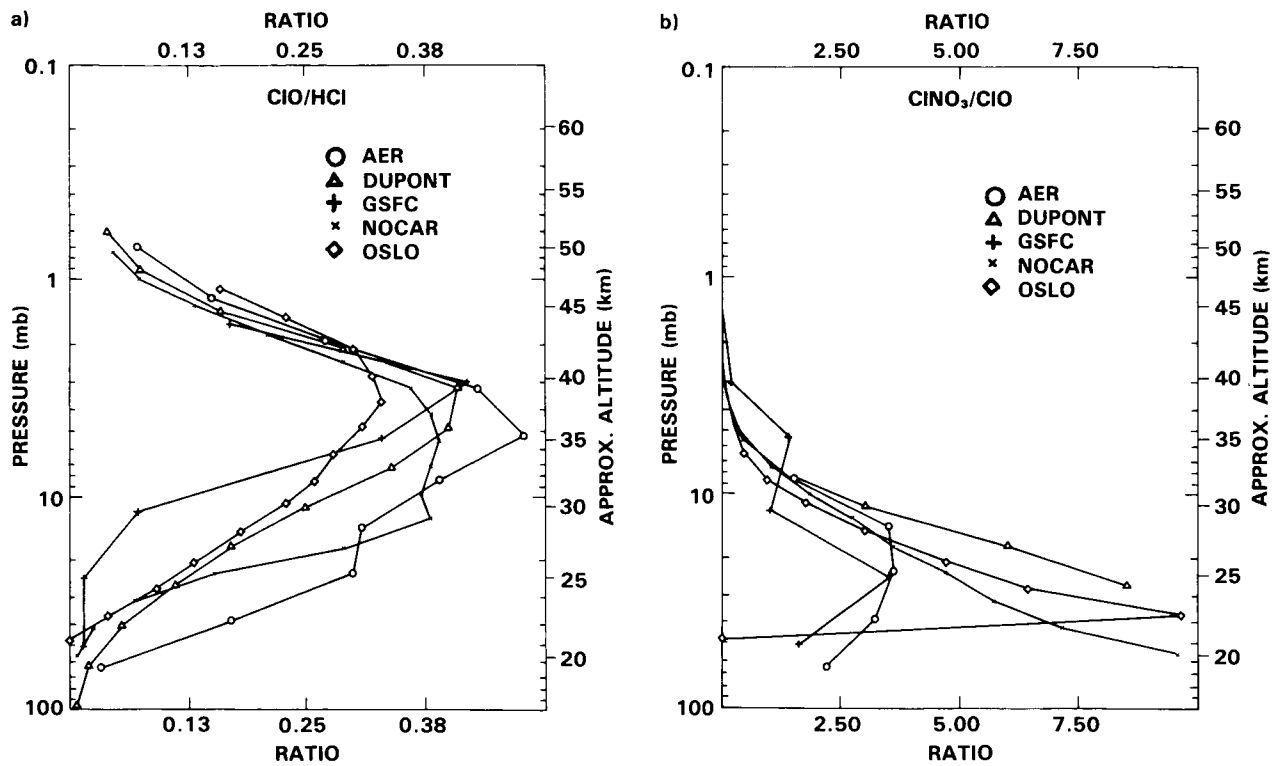 a)
RATIO
0.13 0.25 0.38
0.1
1
10
100
PRESSURE (mb)
ClO/HCl
AER
DUPONT
GSFC
NOCAR
OSLO
60
55
50
45
40
35
30
25
20
APPROX. ALTITUDE (km)
0.13 0.25 0.38
RATIO
b)
RATIO
2.50 5.00 7.50
0.1
1
10
100
PRESSURE (mb)
ClNO₃/ClO
AER
DUPONT
GSFC
NOCAR
OSLO
60
55
50
45
40
35
30
25
20
APPROX. ALTITUDE (km)
2.50 5.00 7.50
RATIO